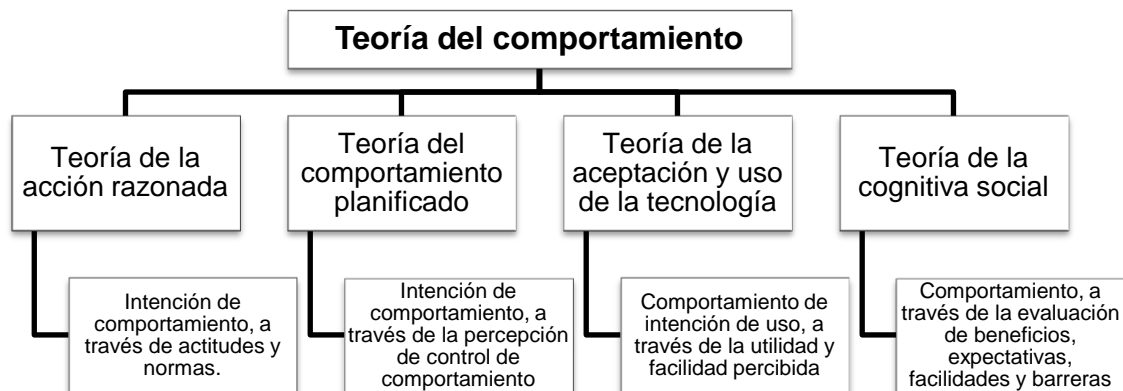 Teoría del comportamiento
Teoría de la
acción razonada
Teoría del
comportamiento
planificado
Teoría de la
aceptación y uso
de la tecnología
Teoría de la
cognitiva social
Intención de
comportamiento, a
través de actitudes y
normas.
Intención de
comportamiento, a
través de la percepción
de control de
comportamiento
Comportamiento de
intención de uso, a
través de la utilidad y
facilidad percibida
Comportamiento, a
través de la evaluación
de beneficios,
expectativas,
facilidades y barreras